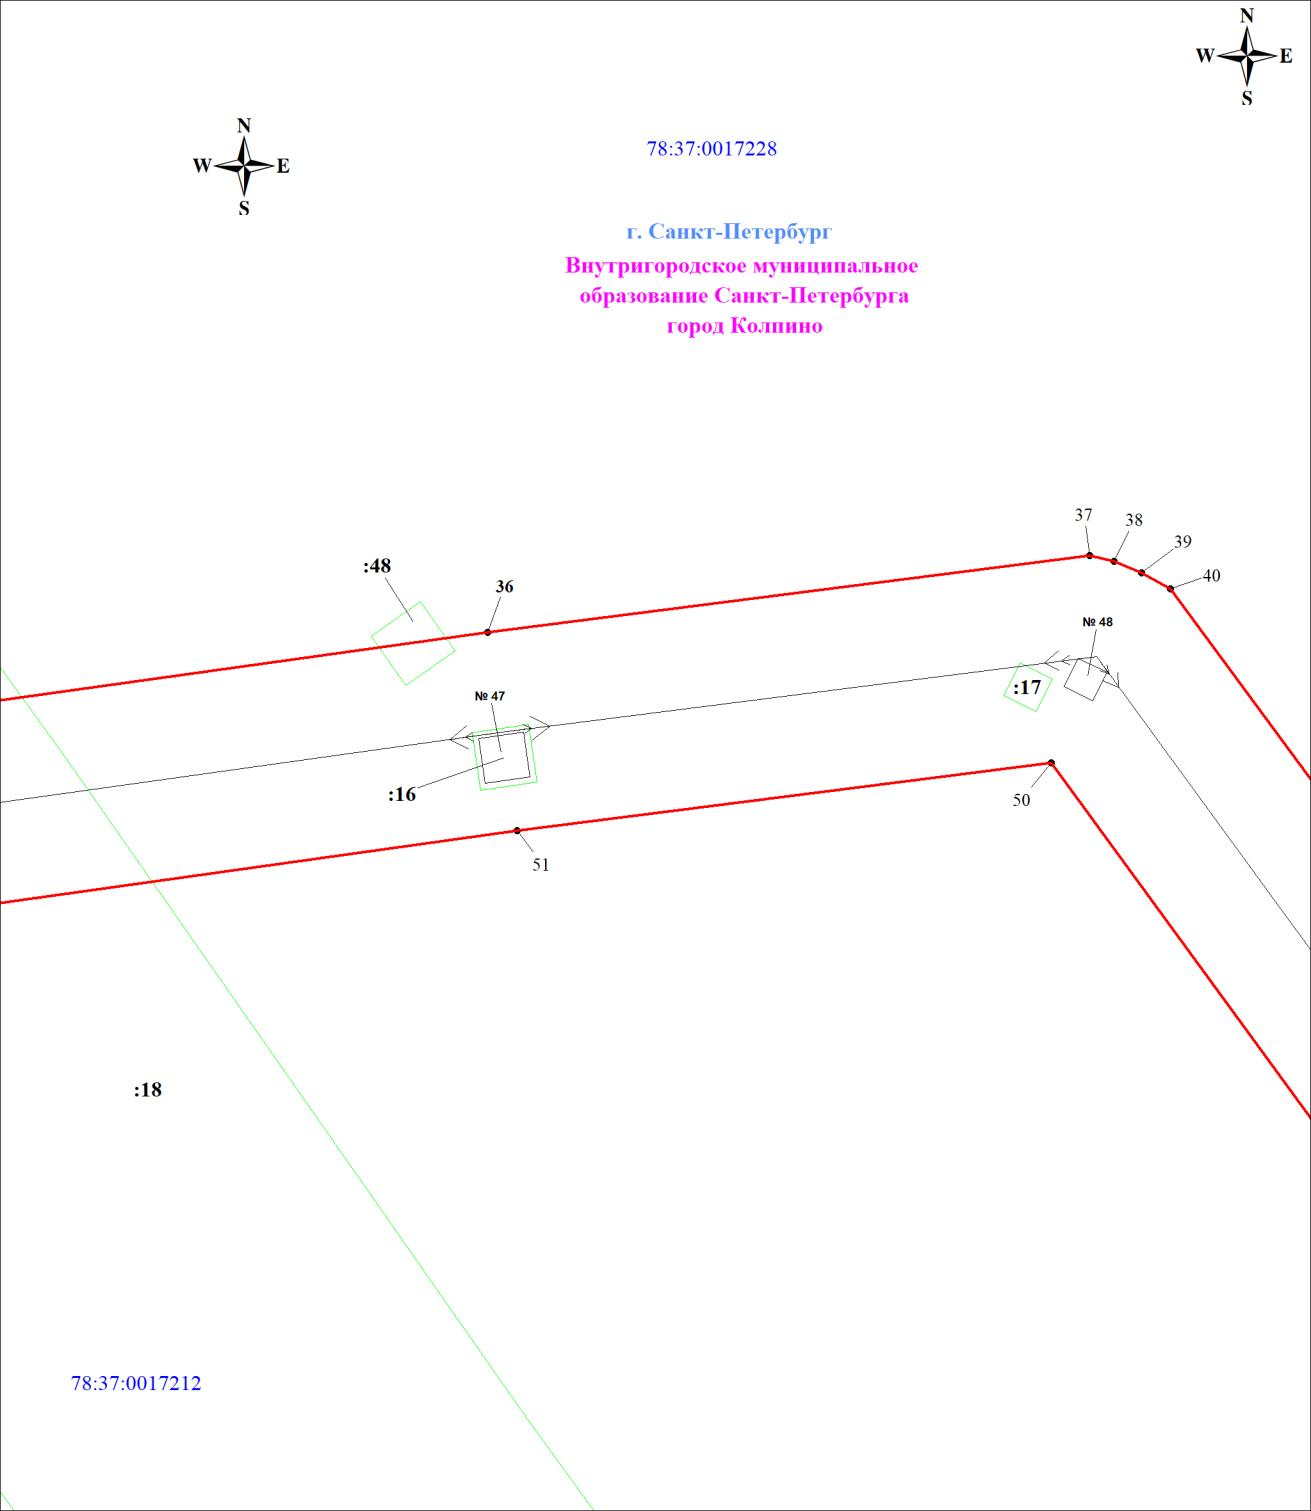 N
W E
S
N
W E
S
78:37:0017228
г. Санкт-Петербург
Внутригородское муниципальное
образование Санкт-Петербурга
город Колпино
37
38
39
40
:48
36
№ 48
:17
№ 47
:16
50
51
:18
78:37:0017212